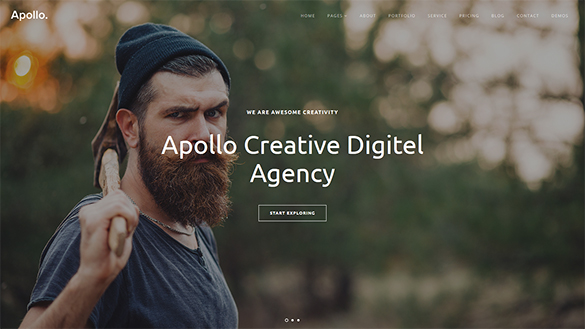 Apollo.
HOME PAGES ABOUT PORTFOLIO SERVICE PRICING BLOG CONTACT DEMOS
WE ARE AWESOME CREATIVITY
Apollo Creative Digitel
Agency
START EXPLORING